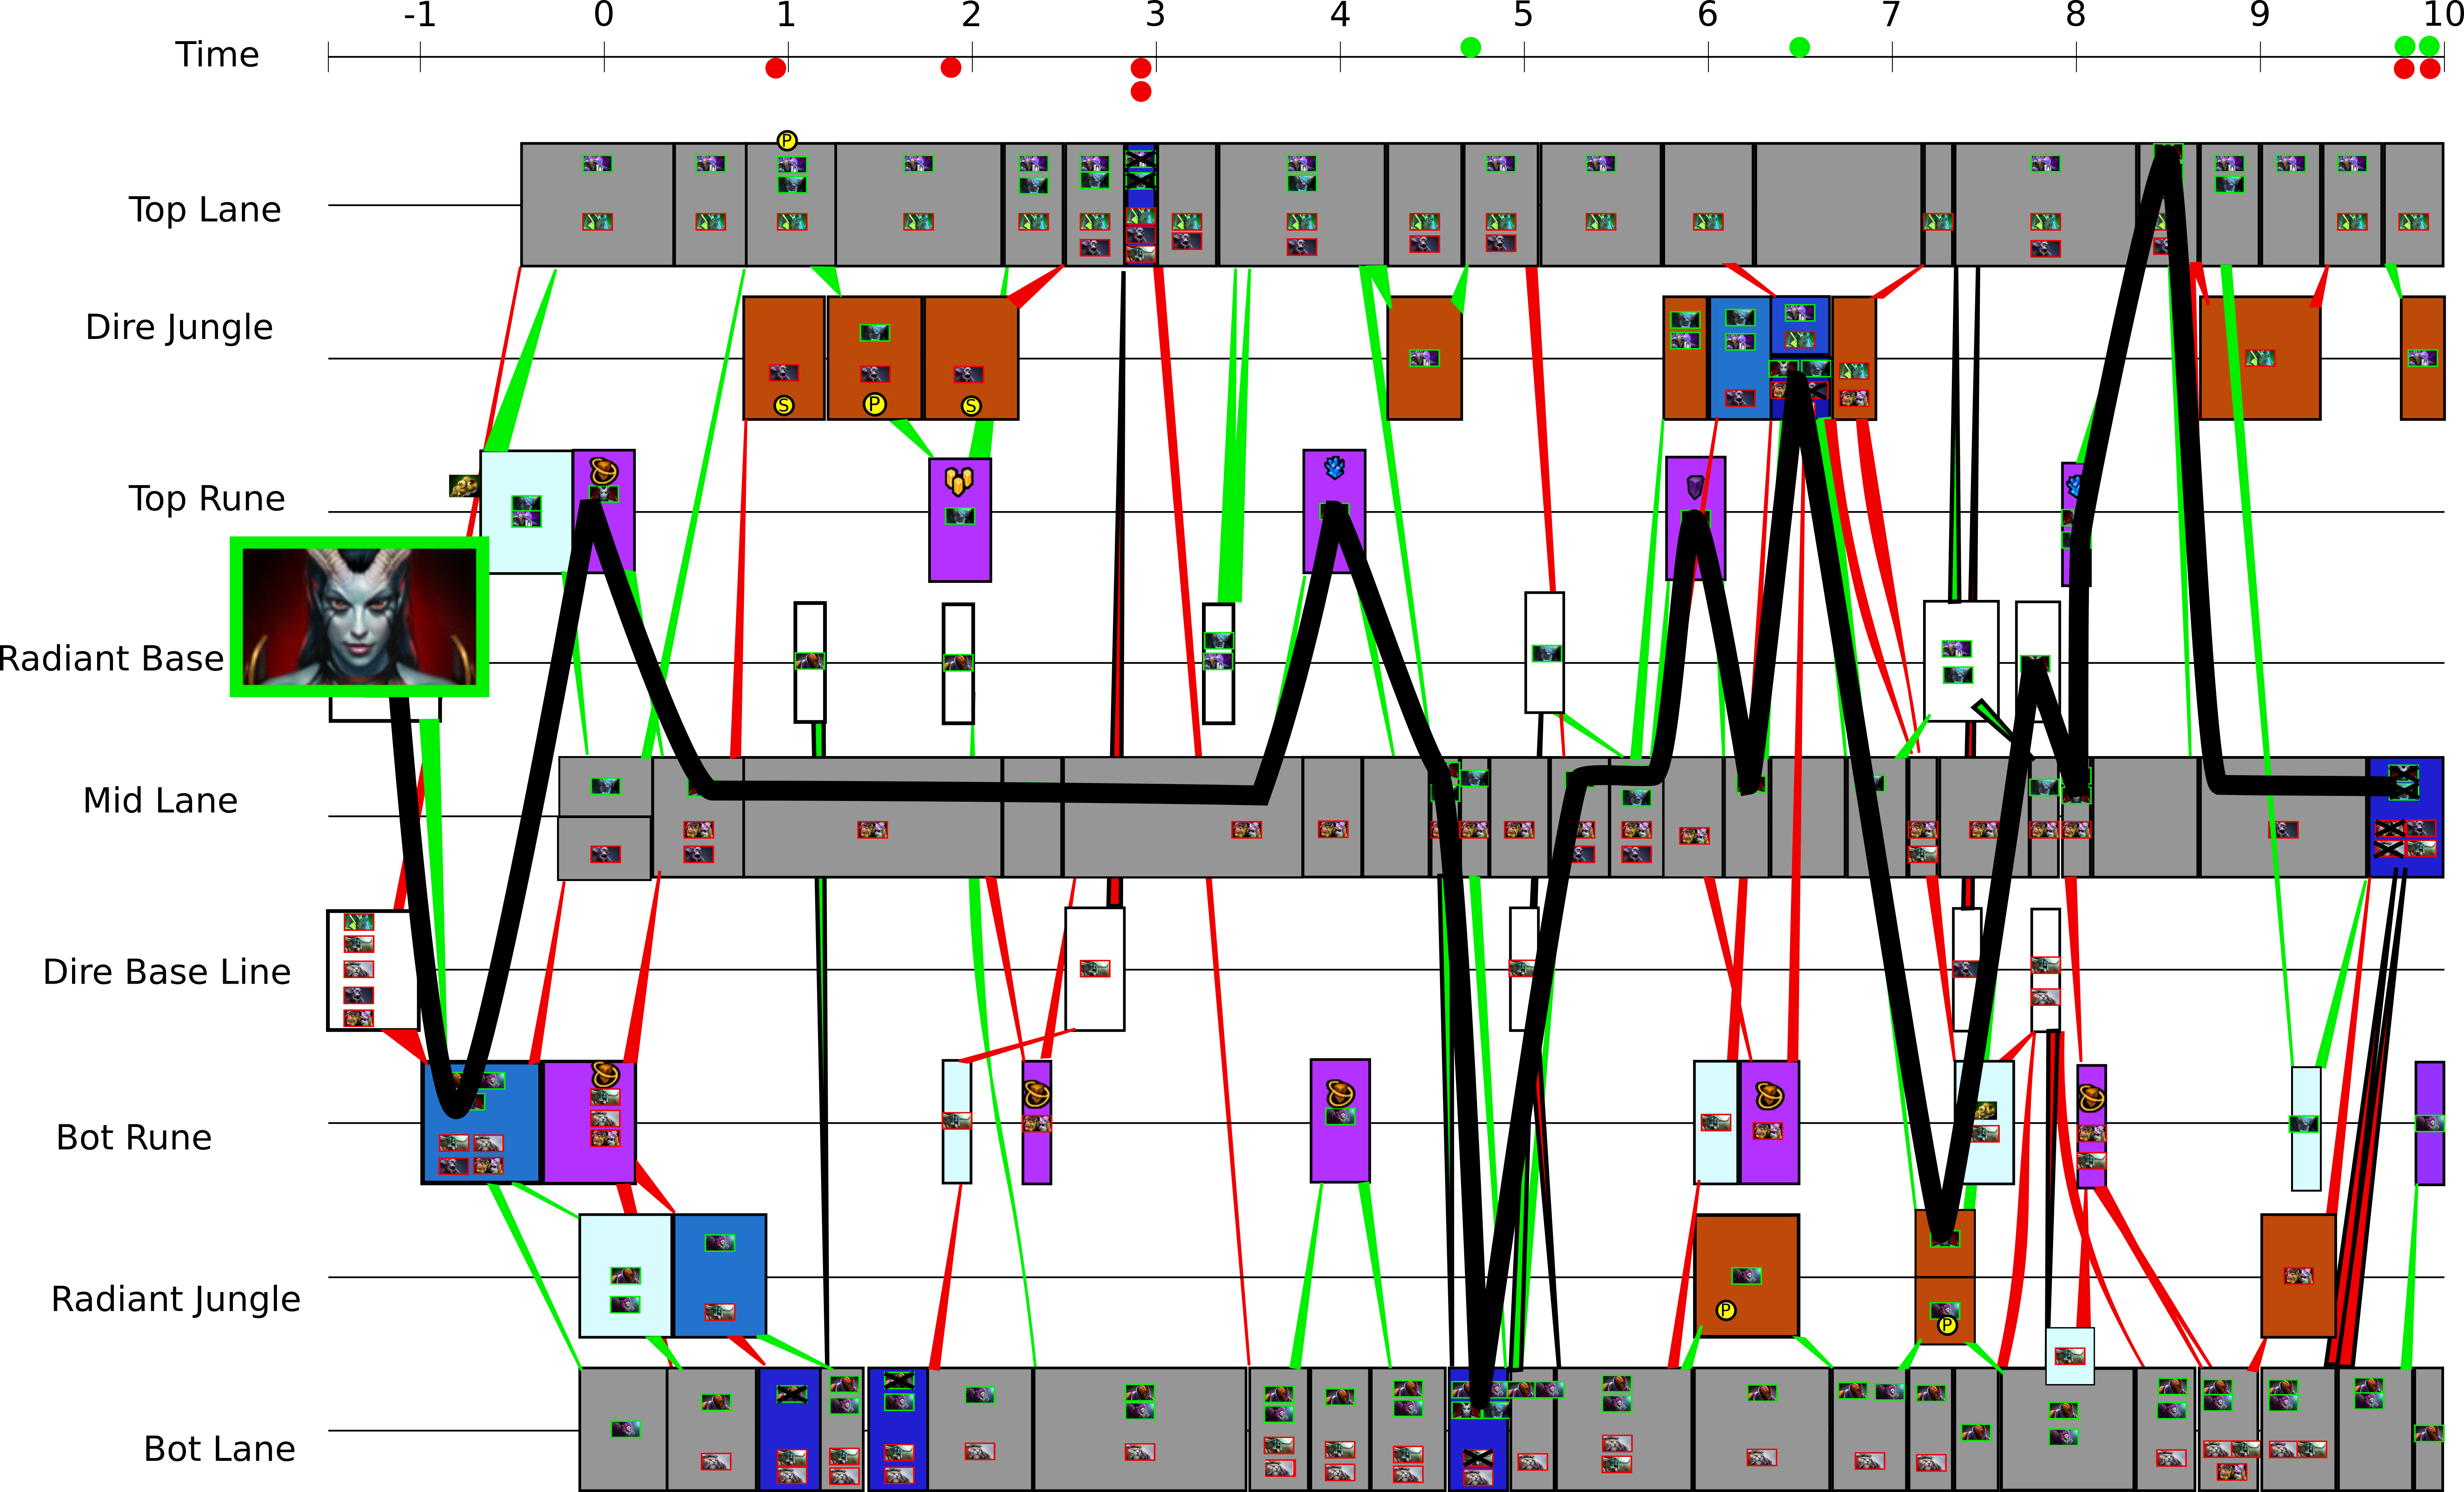 -1 0 1 2 3 4 5 6 7 8 9 10
Time
P
Top Lane
Dire Jungle
S P S
Top Rune
Radiant Base
Mid Lane
Dire Base Line
Bot Rune
Radiant Jungle
P P
Bot Lane